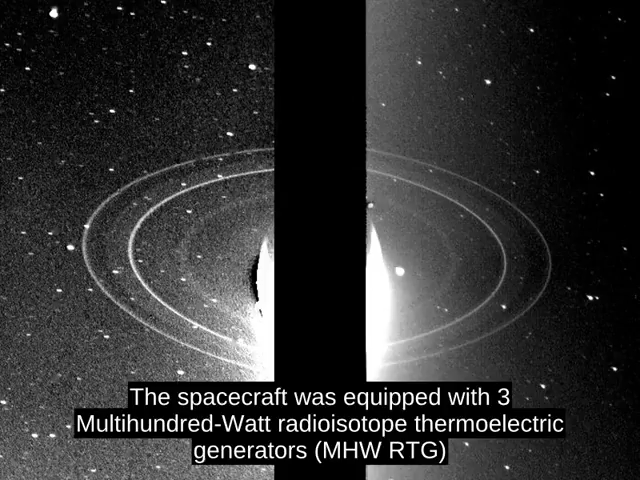 The spacecraft was equipped with 3
Multihundred-Watt radioisotope thermoelectric
generators (MHW RTG)